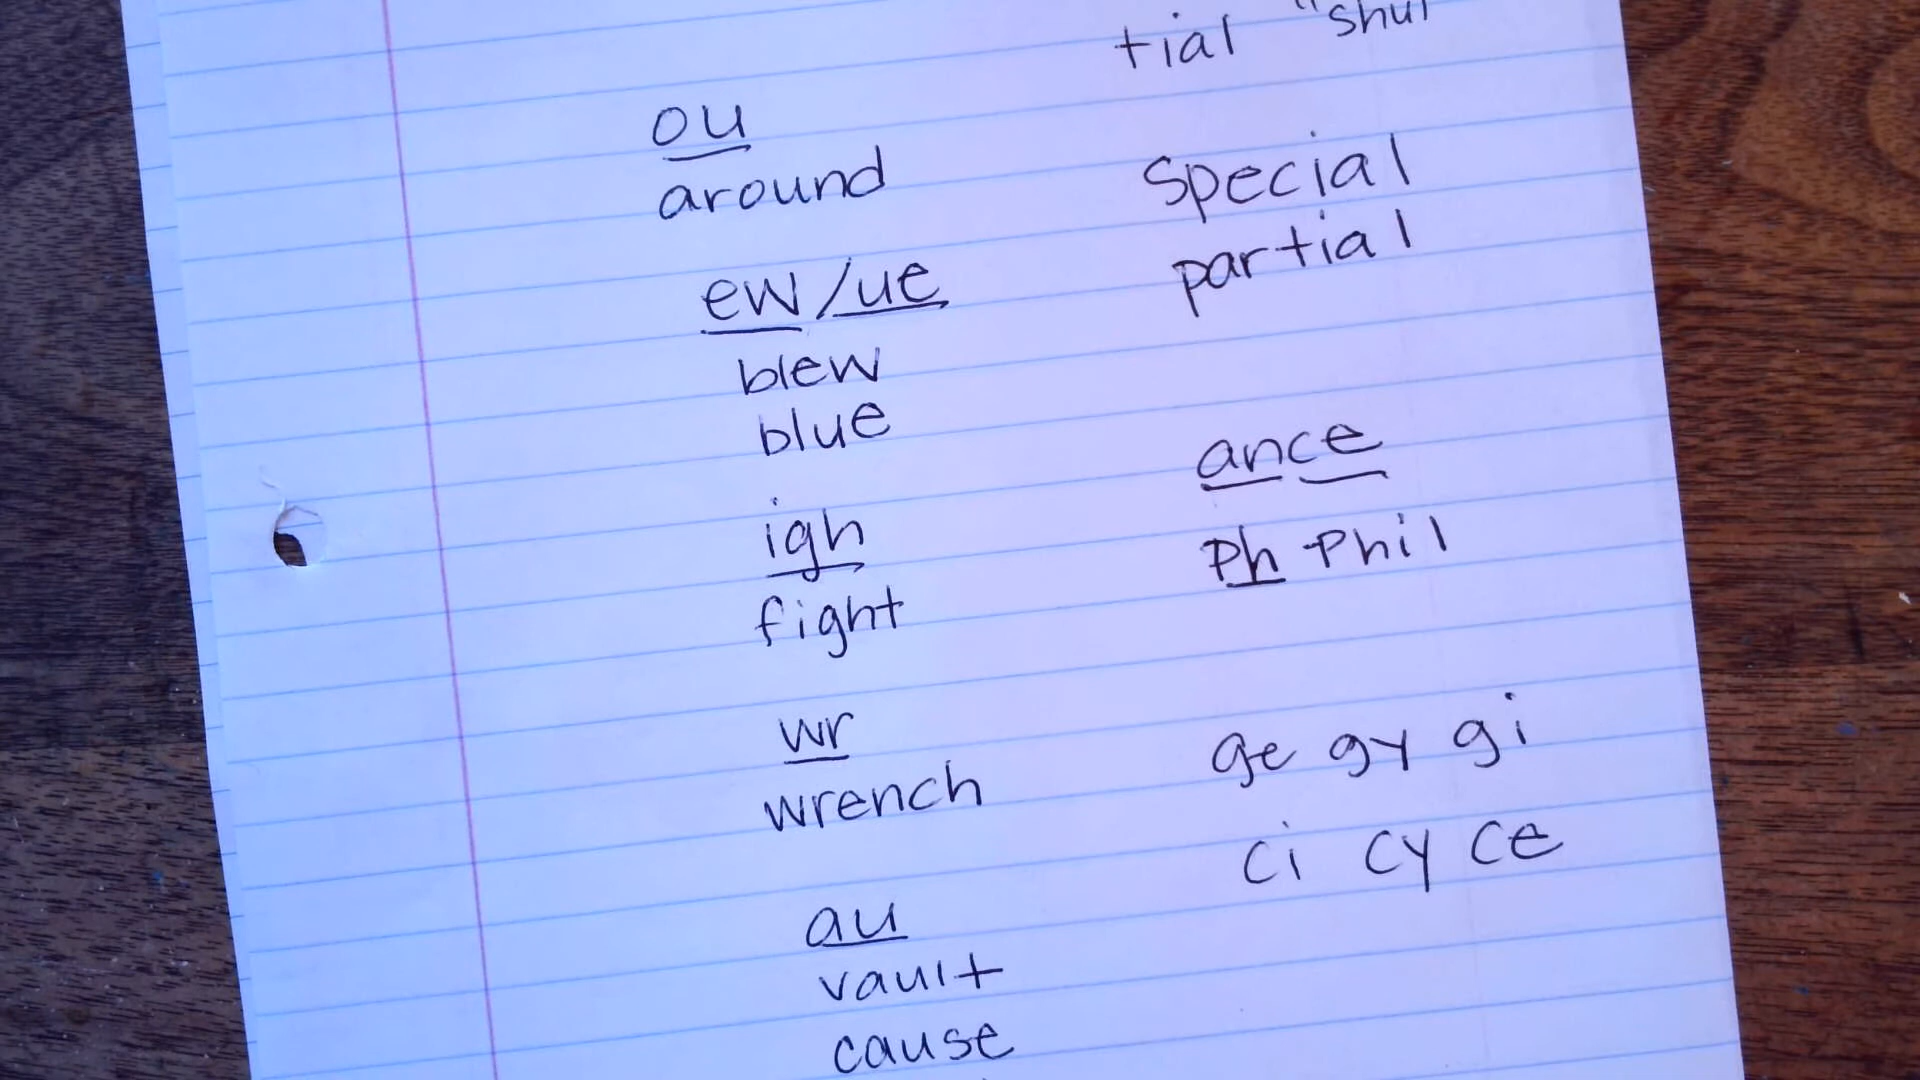 ou
around
ew/ue
blew
blue
igh
fight
wr
wrench
au
vault
cause
tial "shul
special
partial
ance
Ph Phil
ge gy gi
ci cy ce